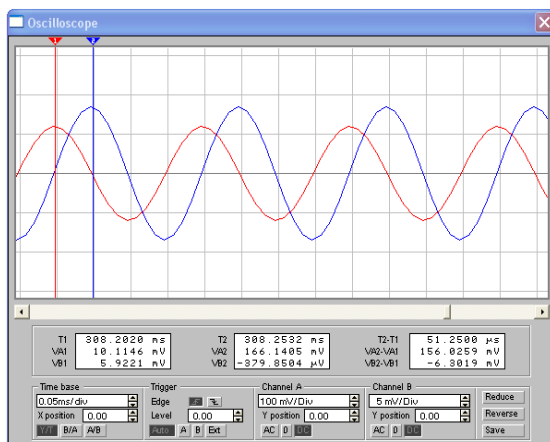 Oscilloscope
1 2
T1 308.2020 ms T2 308.2532 ms T2-T1 51.2500 µs
VA1 10.1146 mV VA2 166.1405 mV VA2-VA1 156.0259 mV
VB1 5.9221 mV VB2 -379.8504 µV VB2-VB1 -6.3019 mV
Time base Trigger Channel A Channel B
0.05ms/div Edge 100 mV/Div 5 mV/Div Reduce
X position 0.00 Level 0.00 Y position 0.00 Y position 0.00 Reverse
Y/T B/A A/B Auto A B Ext AC 0 DC AC 0 DC Save